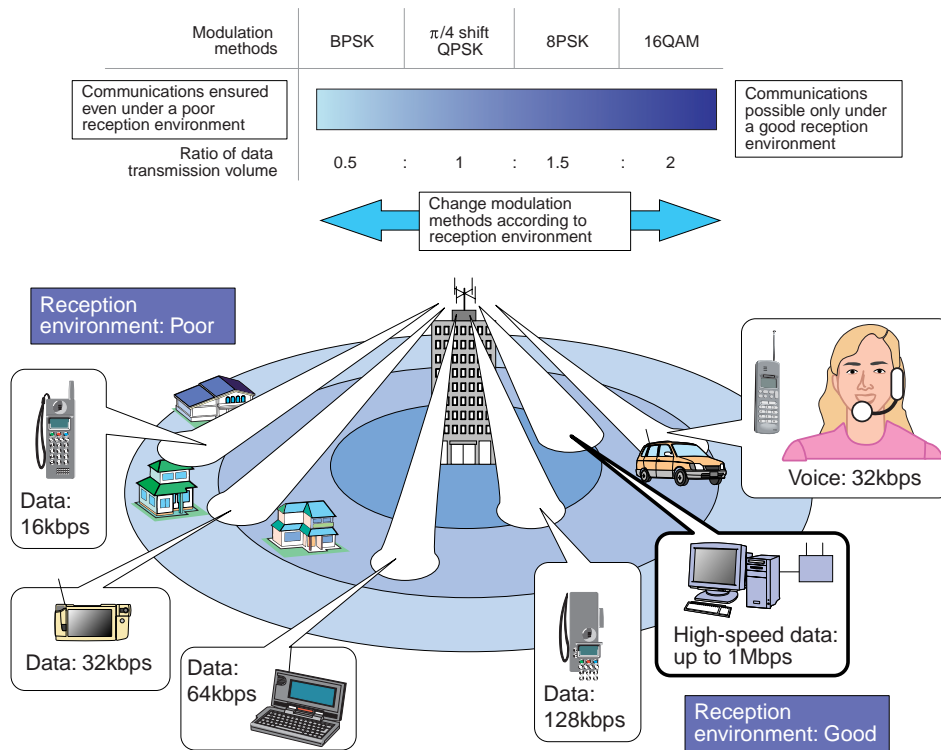 Modulation
methods
BPSK
π/4 shift
QPSK
8PSK
16QAM
Communications ensured
even under a poor
reception environment
Communications
possible only under
a good reception
environment
Ratio of data
transmission volume
0.5 : 1 : 1.5 : 2
Change modulation
methods according to
reception environment
Reception
environment: Poor
Data:
16kbps
Voice: 32kbps
Data: 32kbps
Data:
64kbps
Data:
128kbps
High-speed data:
up to 1Mbps
Reception
environment: Good